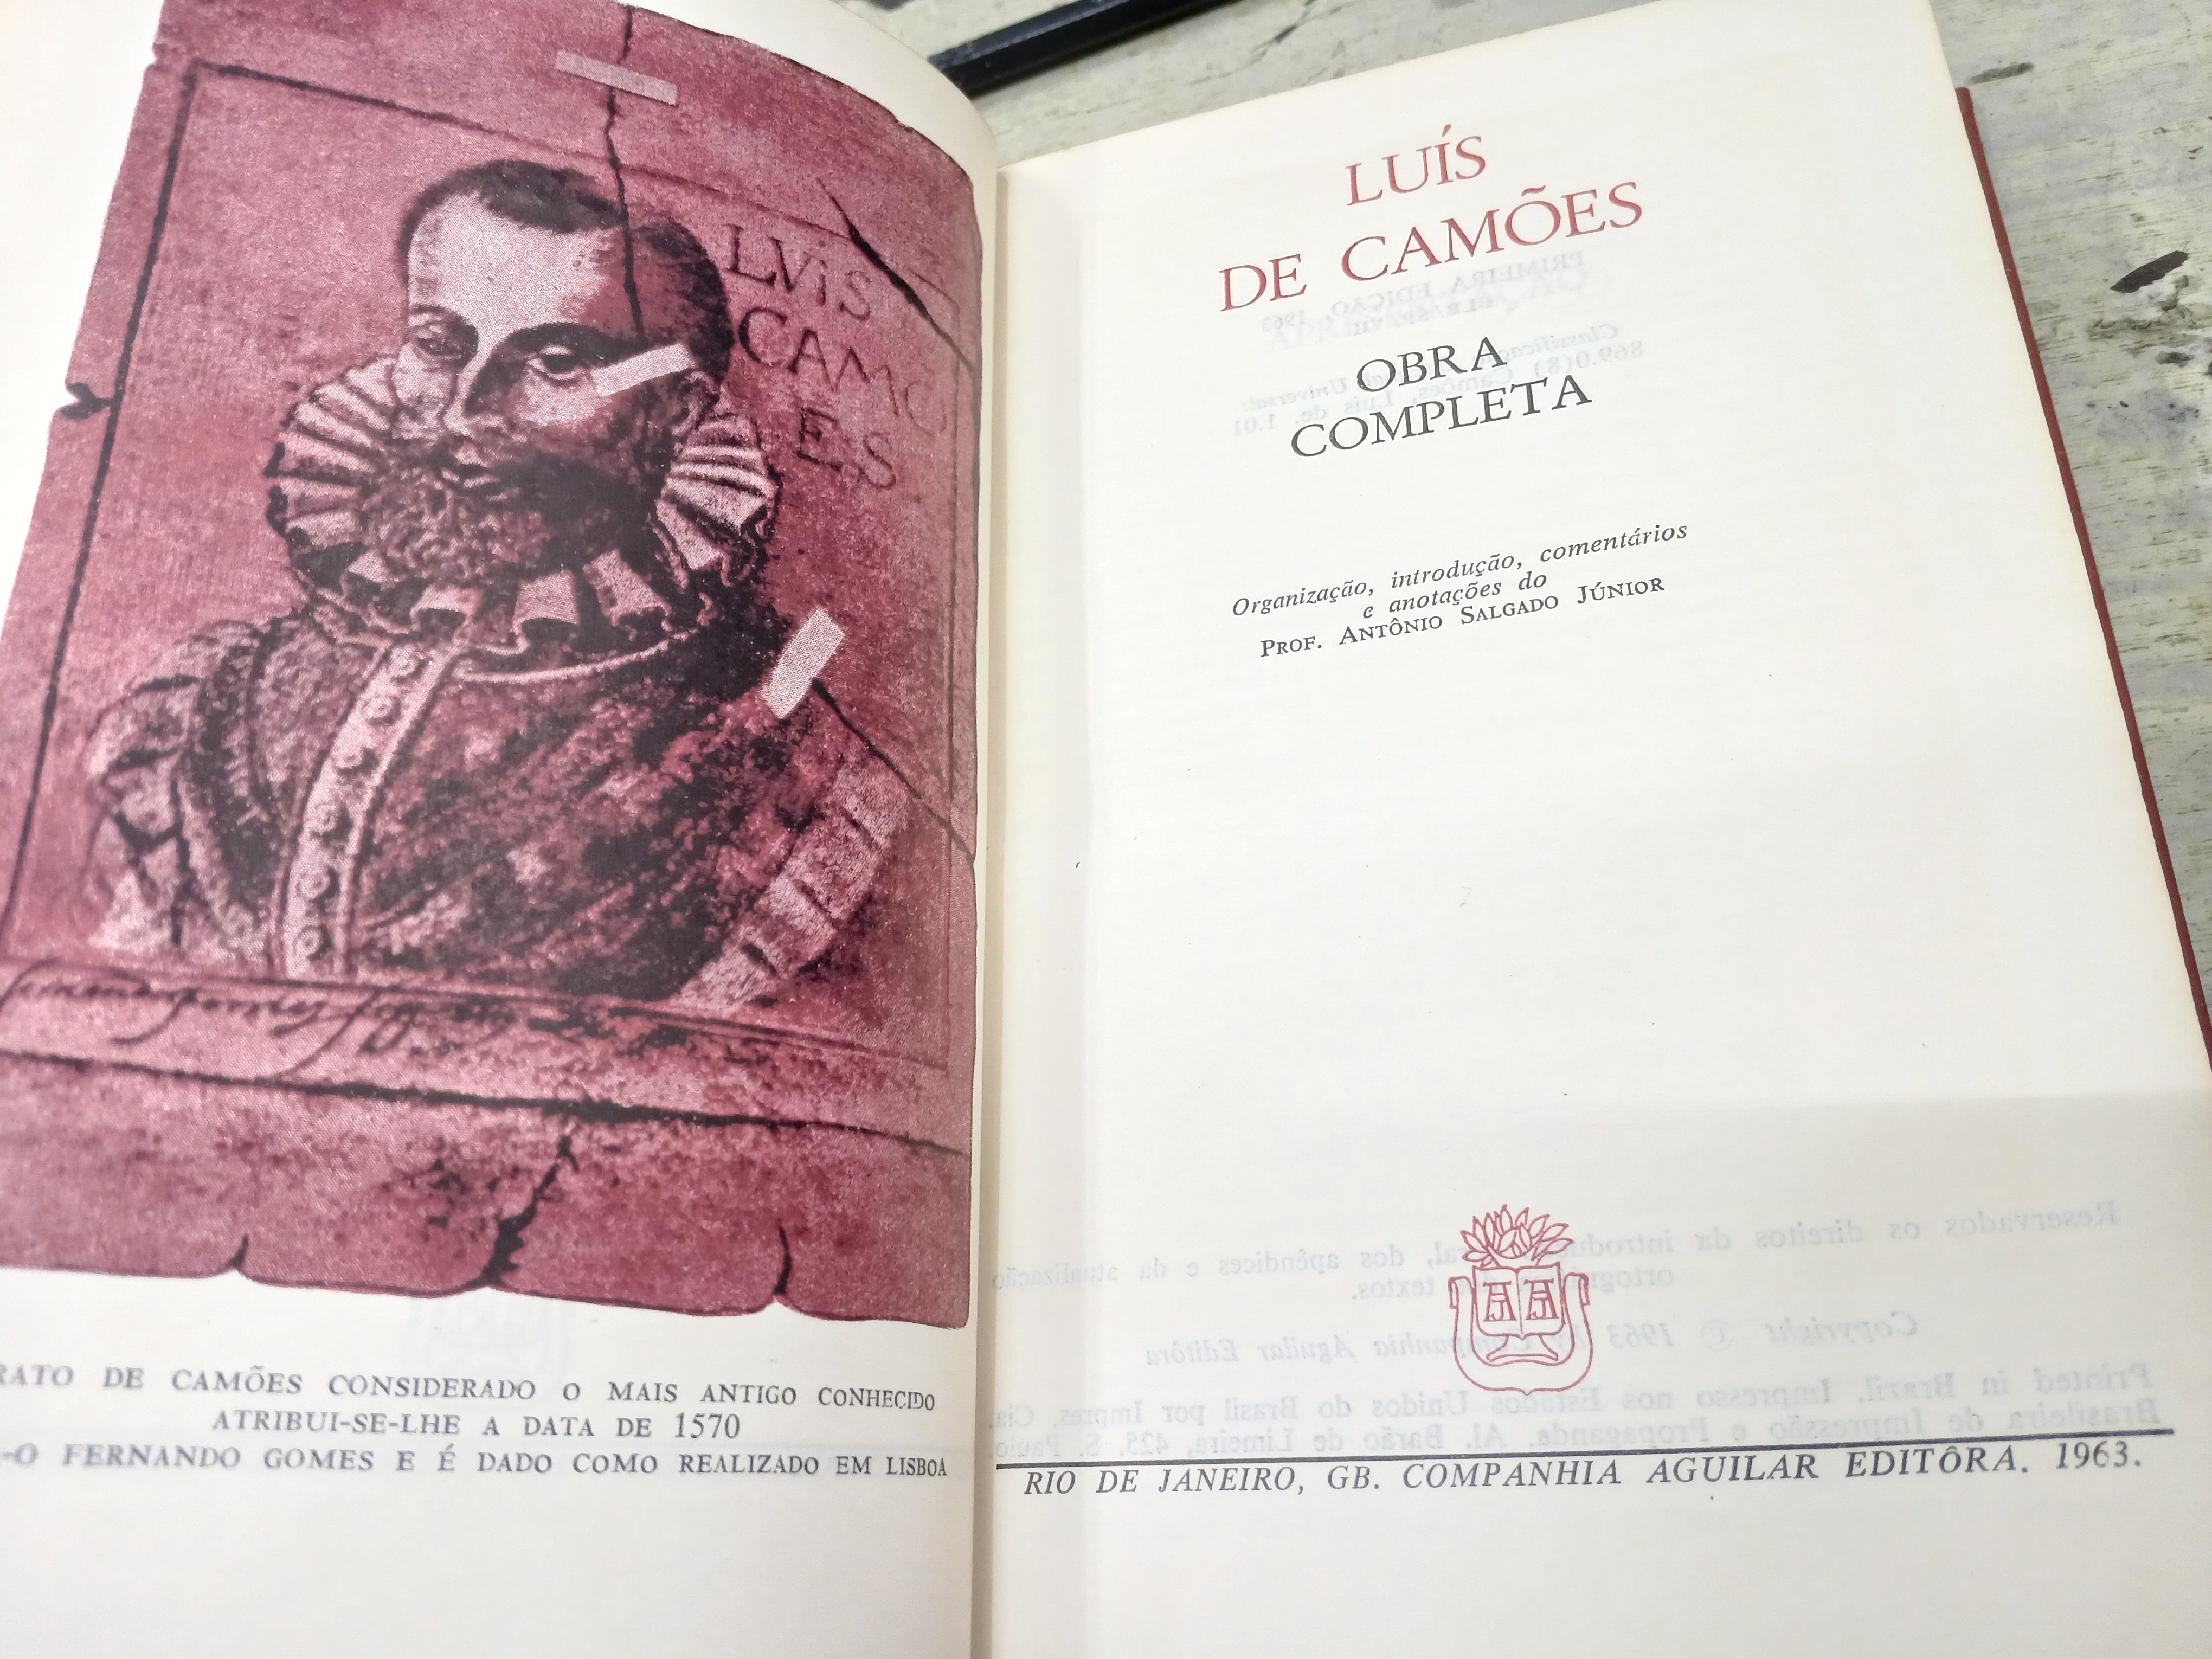 LVIS
CAMO
ES
DE CAMÕES CONSIDERADO O MAIS ANTIGO CONHECIDO
ATRIBUI-SE-LHE A DATA DE 1570
-O FERNANDO GOMES E É DADO COMO REALIZADO EM LISBOA
LUÍS
DE CAMÕES
OBRA
COMPLETA
Organização, introdução, comentários
e anotações do
PROF. ANTÔNIO SALGADO JÚNIOR
RIO DE JANEIRO, GB. COMPANHIA AGUILAR EDITÔRA. 1963.